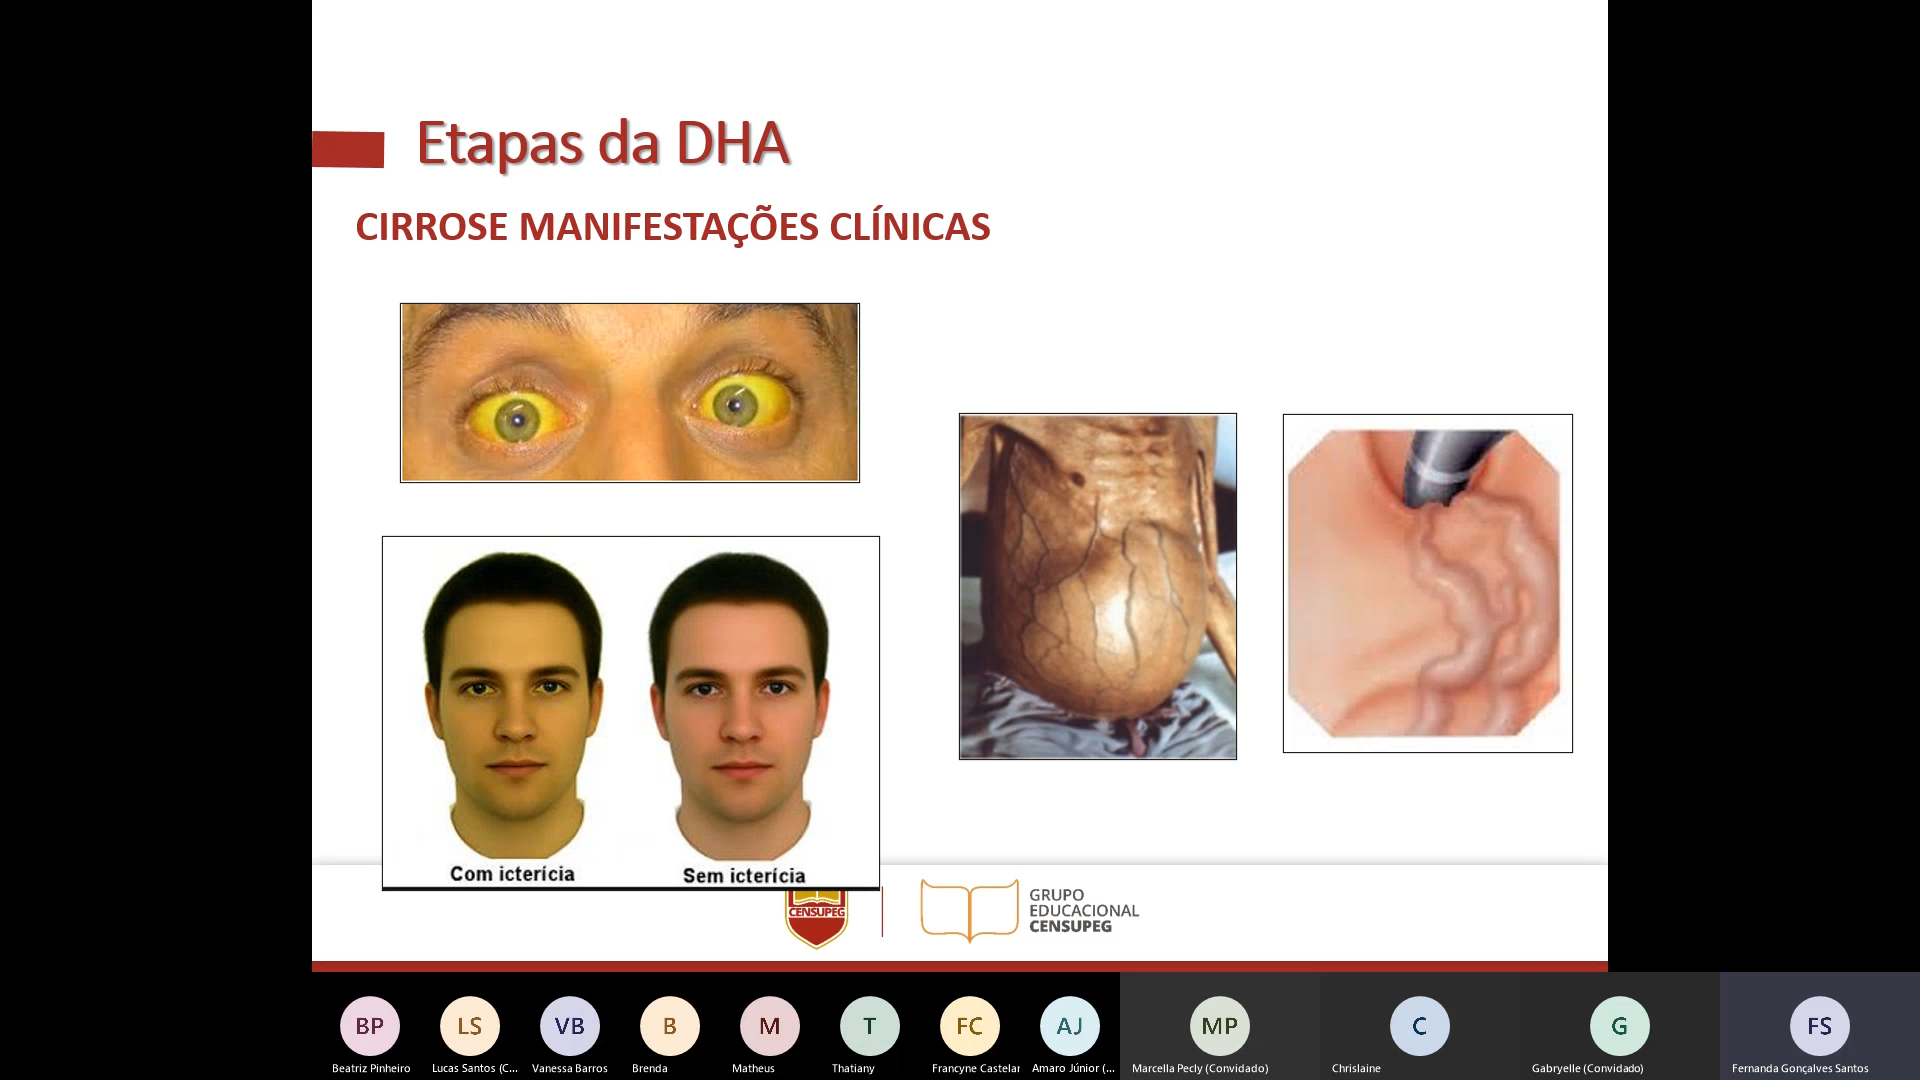 Etapas da DHA
CIRROSE MANIFESTAÇÕES CLÍNICAS
Com icterícia
Sem icterícia
CENSUPEG
GRUPO
EDUCACIONAL
CENSUPEG
BP
LS
VB
B
M
T
FC
AJ
MP
C
G
FS
Beatriz Pinheiro
Lucas Santos (C...
Vanessa Barros
Brenda
Matheus
Thatiany
Francyne Castelar
Amaro Júnior (...
Marcella Pecly (Convidado)
Chrislaine
Gabryelle (Convidado)
Fernanda Gonçalves Santos